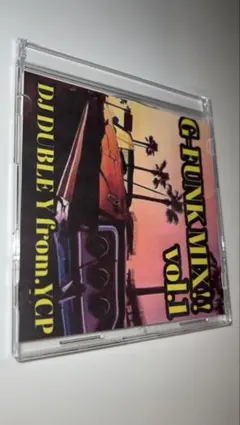 G-FUNK MIX!!
vol.1
DJ DUBLE Y from.YCP